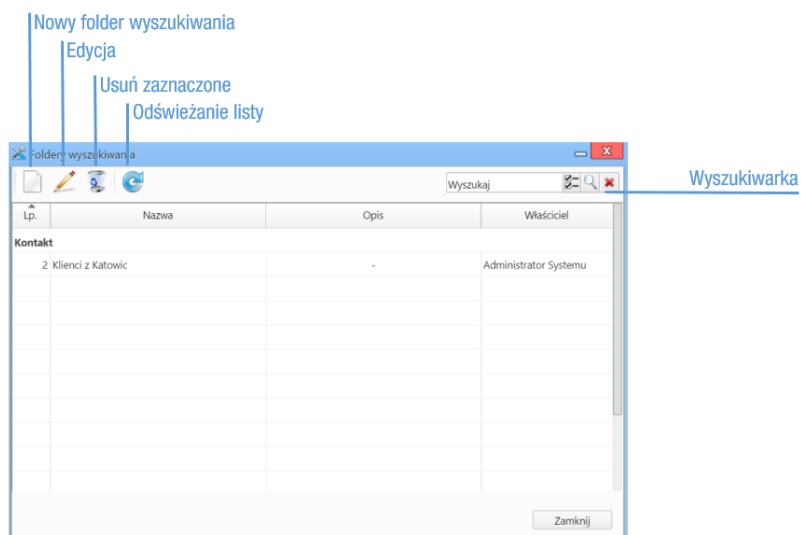 Nowy folder wyszukiwania
Edycja
Usuń zaznaczone
Odświeżanie listy
Foldery wyszukiwania
Wyszukaj
Wyszukiwarka
Lp. Nazwa Opis Właściciel
Kontakt
2 Klienci z Katowic - Administrator Systemu
Zamknij